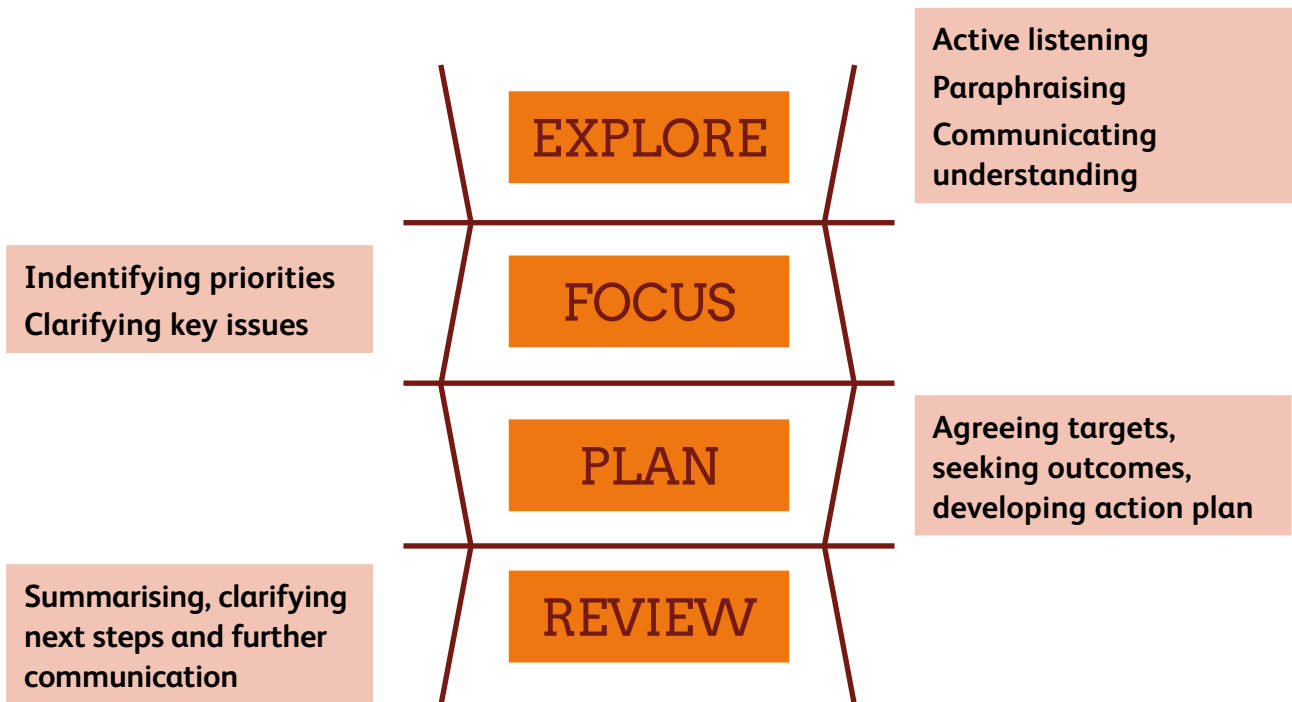 EXPLORE
Active listening
Paraphraising
Communicating
understanding
FOCUS
Indentifying priorities
Clarifying key issues
PLAN
Agreeing targets,
seeking outcomes,
developing action plan
REVIEW
Summarising, clarifying
next steps and further
communication